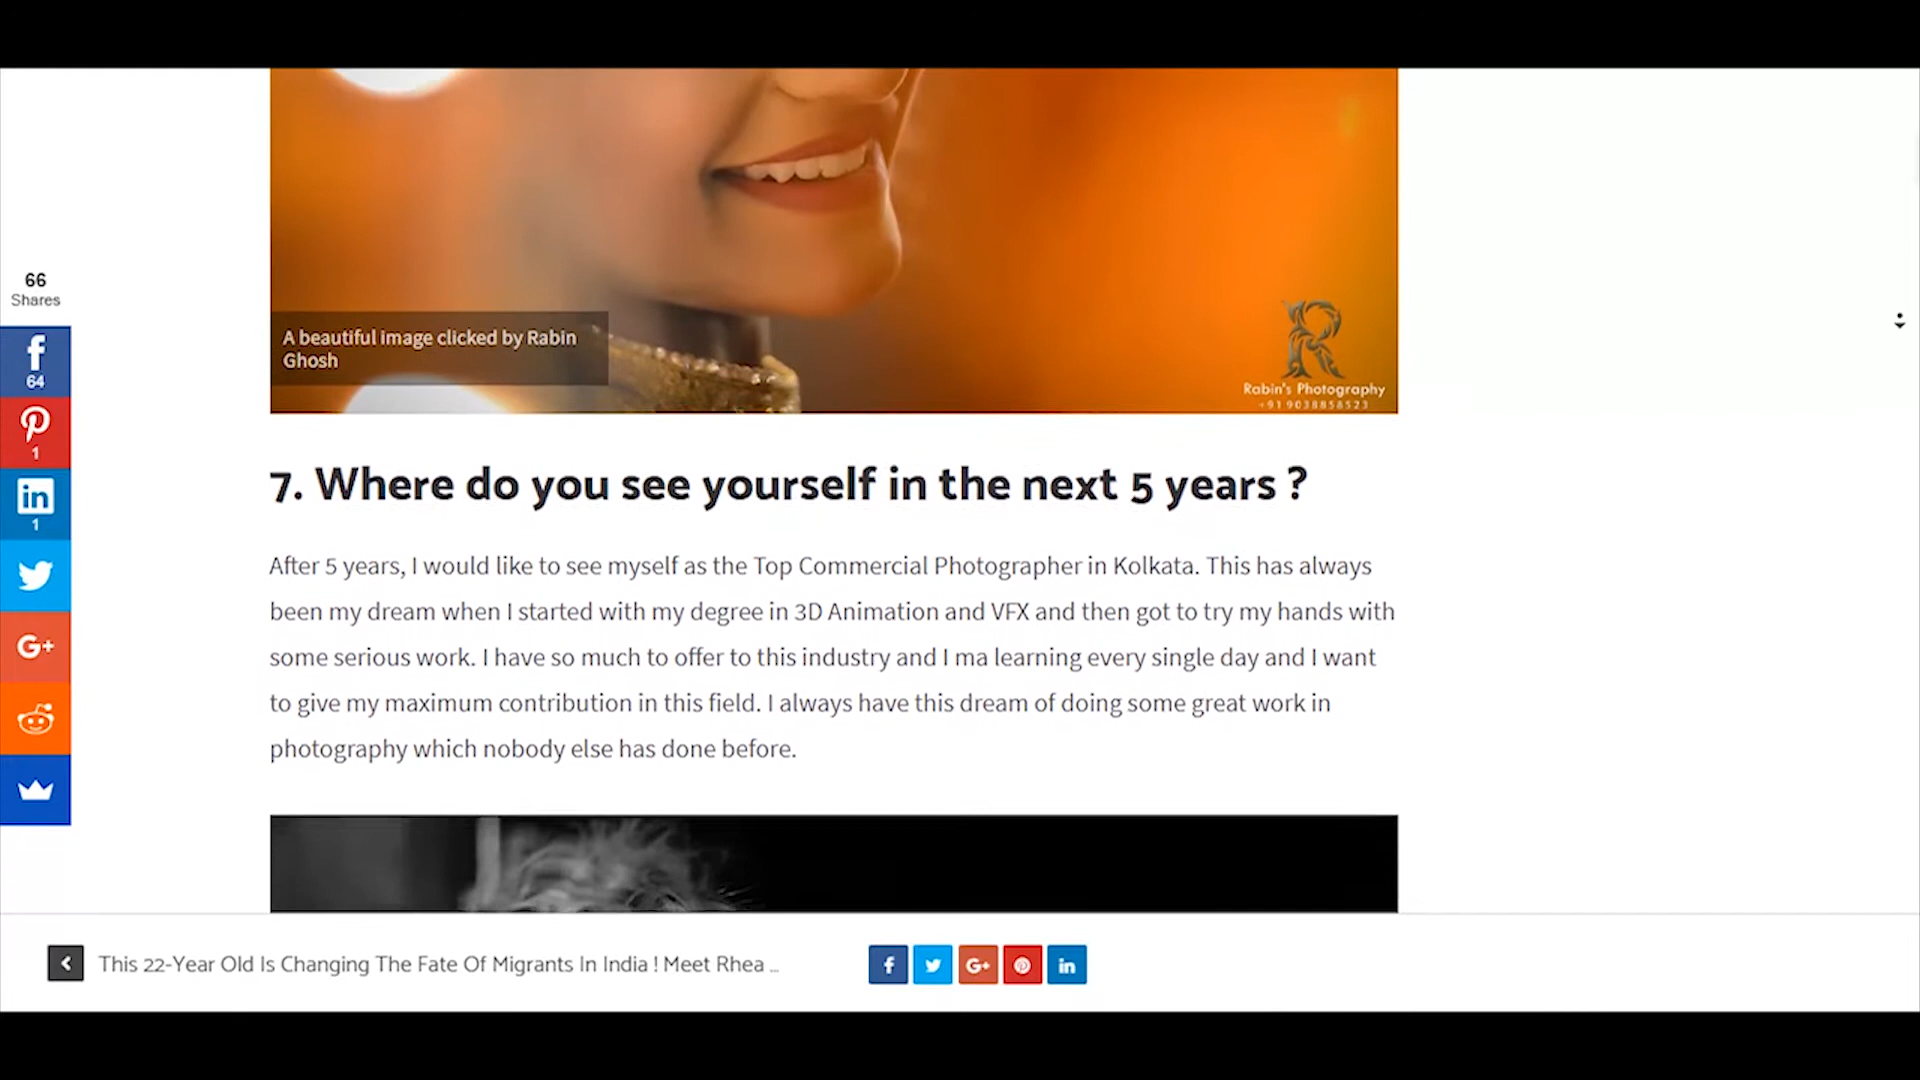 66
Shares
64
1
in
1
G+
A beautiful image clicked by Rabin
Ghosh
R
Rabin's Photography
+91 9038858523
7. Where do you see yourself in the next 5 years ?
After 5 years, I would like to see myself as the Top Commercial Photographer in Kolkata. This has always
been my dream when I started with my degree in 3D Animation and VFX and then got to try my hands with
some serious work. I have so much to offer to this industry and I ma learning every single day and I want
to give my maximum contribution in this field. I always have this dream of doing some great work in
photography which nobody else has done before.
This 22-Year Old Is Changing The Fate Of Migrants In India ! Meet Rhea ...